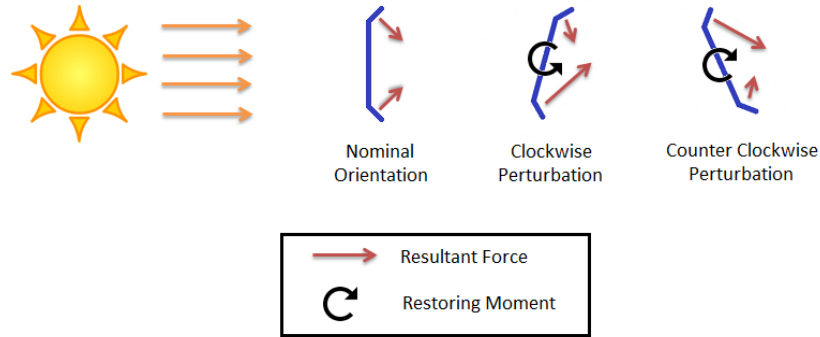 Nominal
Orientation
Clockwise
Perturbation
Counter Clockwise
Perturbation
Resultant Force
Restoring Moment